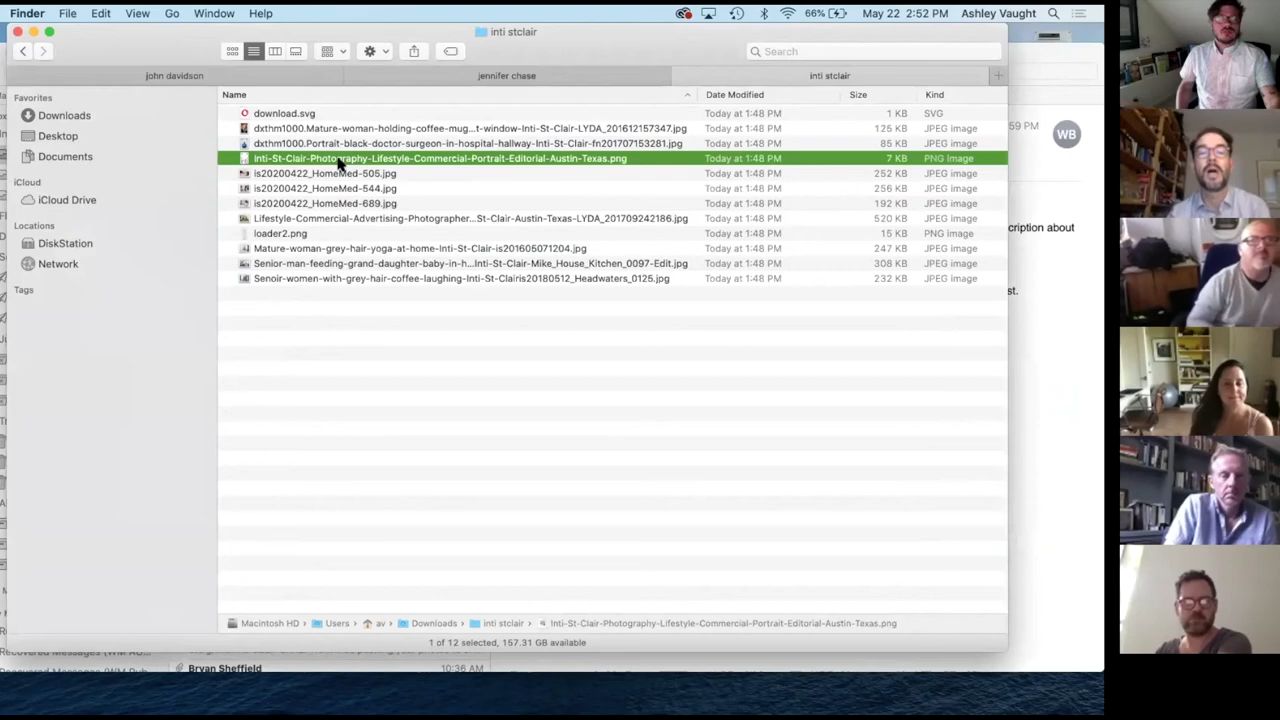 Finder File Edit View Go Window Help 66% May 22 2:52 PM Ashley Vaught
inti stclair
Search
john davidson jennifer chase inti stclair
Favorites
Downloads
Desktop
Documents
iCloud
iCloud Drive
Locations
DiskStation
Network
Tags
Name Date Modified Size Kind
download.svg Today at 1:48 PM 1 KB SVG
dxthm1000.Mature-woman-holding-coffee-mug...t-window-Inti-St-Clair-LYDA_201612157347.jpg Today at 1:48 PM 125 KB JPEG image
dxthm1000.Portrait-black-doctor-surgeon-in-hospital-hallway-Inti-St-Clair-fn201707153281.jpg Today at 1:48 PM 85 KB JPEG image
Inti-St-Clair-Photography-Lifestyle-Commercial-Portrait-Editorial-Austin-Texas.png Today at 1:48 PM 7 KB PNG image
is20200422_HomeMed-505.jpg Today at 1:48 PM 252 KB JPEG image
is20200422_HomeMed-544.jpg Today at 1:48 PM 256 KB JPEG image
is20200422_HomeMed-689.jpg Today at 1:48 PM 192 KB JPEG image
Lifestyle-Commercial-Advertising-Photographer...St-Clair-Austin-Texas-LYDA_201709242186.jpg Today at 1:48 PM 520 KB JPEG image
loader2.png Today at 1:48 PM 15 KB PNG image
Mature-woman-grey-hair-yoga-at-home-Inti-St-Clair-is201605071204.jpg Today at 1:48 PM 247 KB JPEG image
Senior-man-feeding-grand-daughter-baby-in-h...Inti-St-Clair-Mike_House_Kitchen_0097-Edit.jpg Today at 1:48 PM 308 KB JPEG image
Senoir-women-with-grey-hair-coffee-laughing-Inti-St-Clairis20180512_Headwaters_0125.jpg Today at 1:48 PM 232 KB JPEG image
:59 PM WB
cription about
st.
Macintosh HD Users av Downloads inti stclair Inti-St-Clair-Photography-Lifestyle-Commercial-Portrait-Editorial-Austin-Texas.png
1 of 12 selected, 157.31 GB available
Bryan Sheffield 10:36 AM